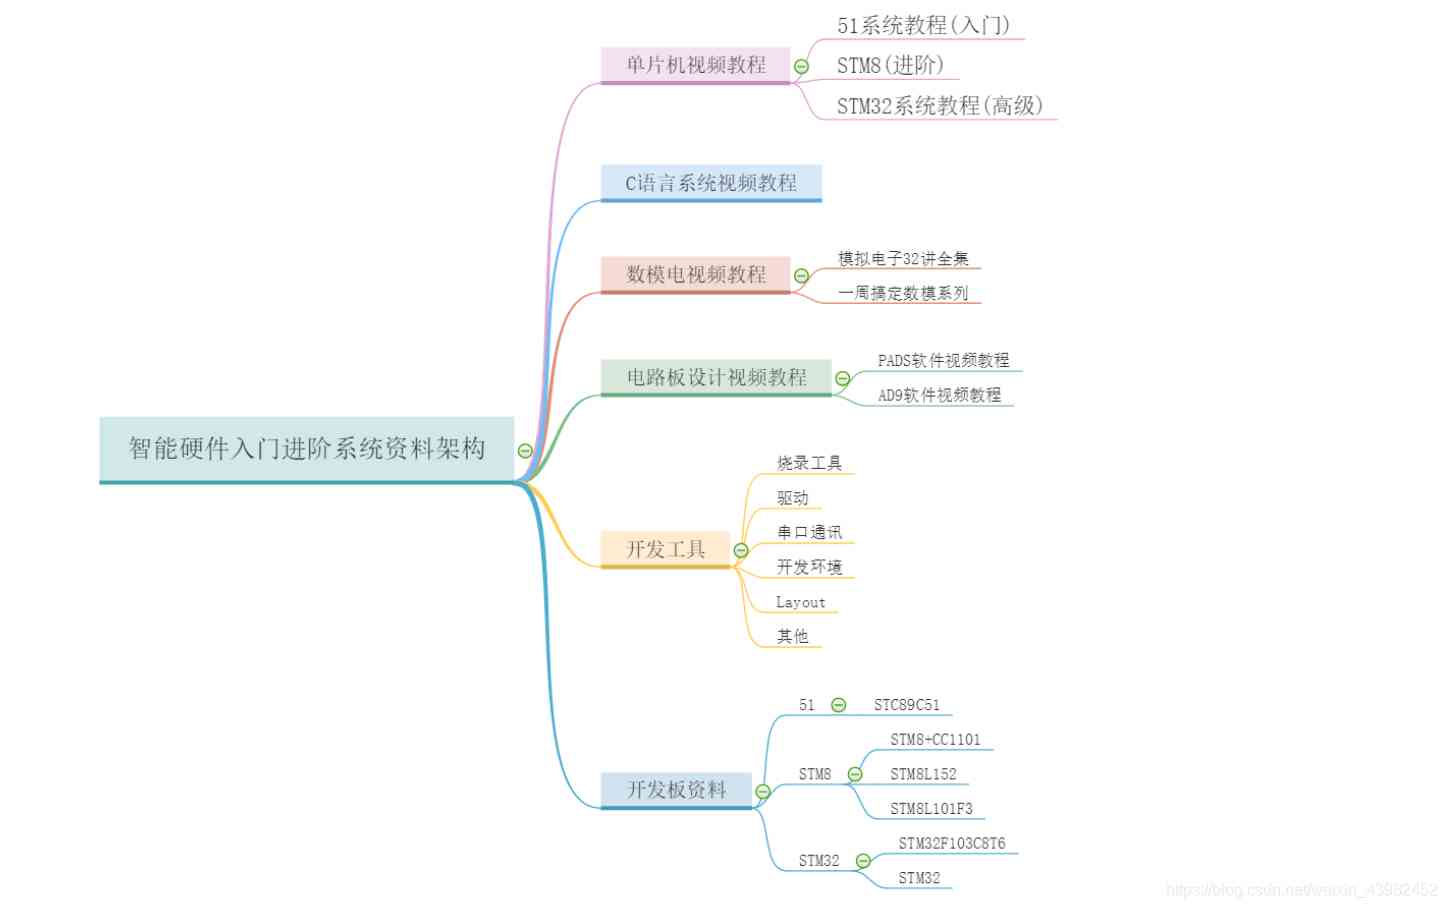 智能硬件入门进阶系统资料架构
单片机视频教程
51系统教程(入门)
STM8(进阶)
STM32系统教程(高级)
C语言系统视频教程
数模电视频教程
模拟电子32讲全集
一周搞定数模系列
电路板设计视频教程
PADS软件视频教程
AD9软件视频教程
开发工具
烧录工具
驱动
串口通讯
开发环境
Layout
其他
开发板资料
51
STC89C51
STM8
STM8+CC1101
STM8L152
STM8L101F3
STM32
STM32F103C8T6
STM32
https://blog.csdn.net/weixin_43982452